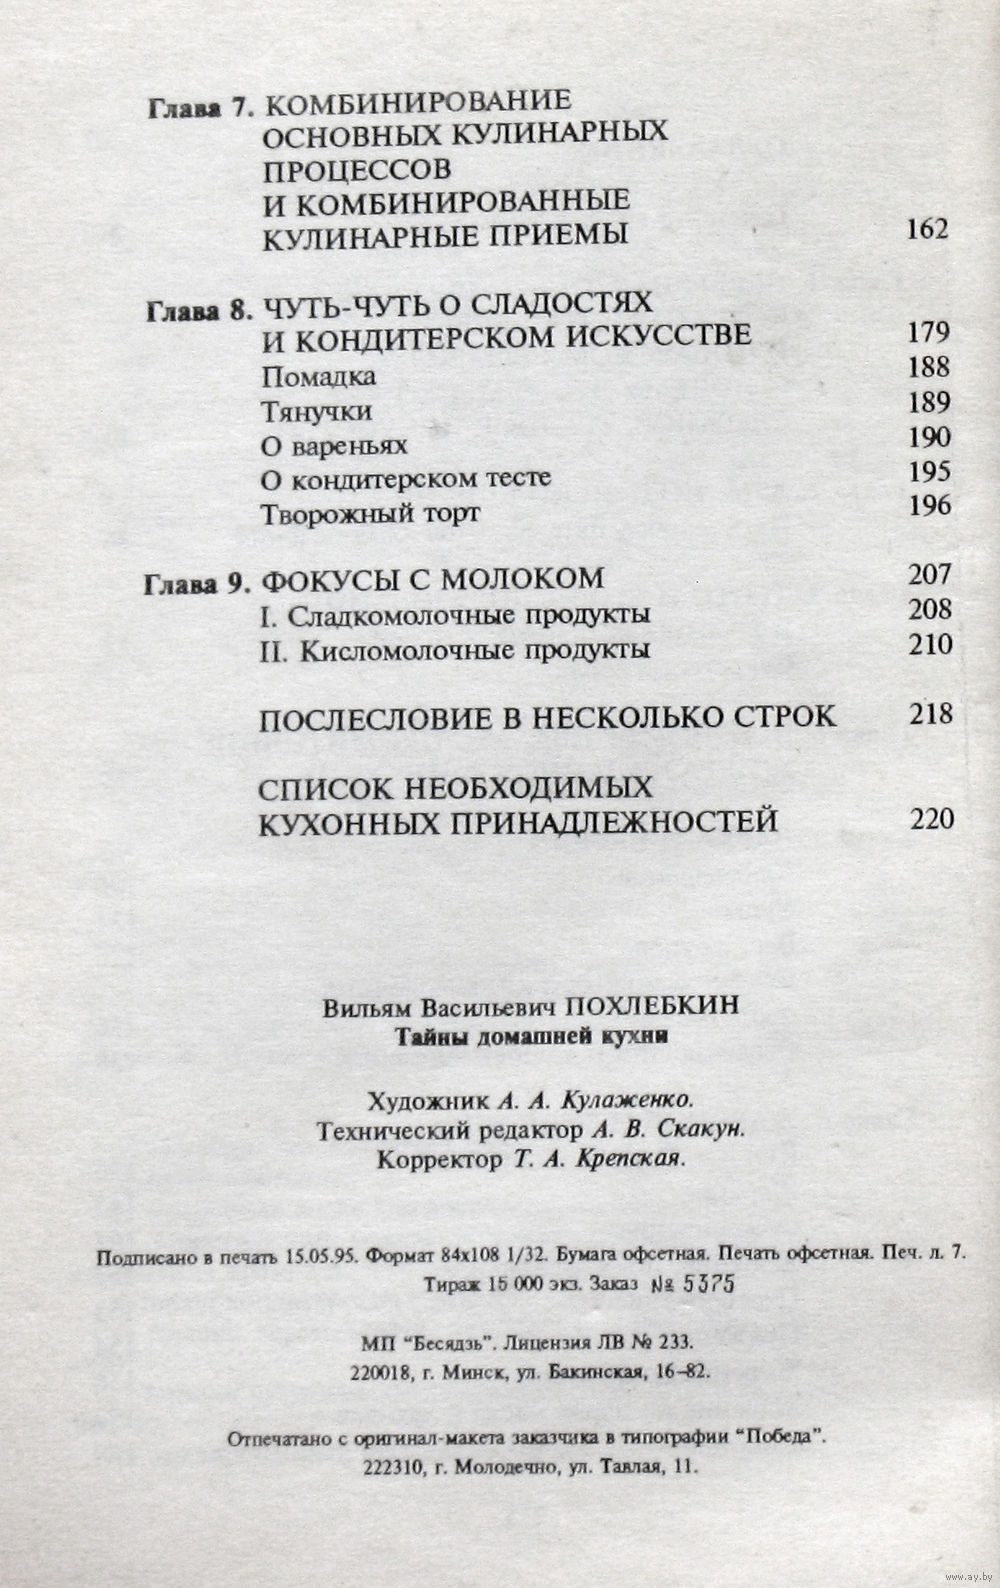 Глава 7. КОМБИНИРОВАНИЕ
ОСНОВНЫХ КУЛИНАРНЫХ
ПРОЦЕССОВ
И КОМБИНИРОВАННЫЕ
КУЛИНАРНЫЕ ПРИЕМЫ 162
Глава 8. ЧУТЬ-ЧУТЬ О СЛАДОСТЯХ
И КОНДИТЕРСКОМ ИСКУССТВЕ 179
Помадка 188
Тянучки 189
О вареньях 190
О кондитерском тесте 195
Творожный торт 196
Глава 9. ФОКУСЫ С МОЛОКОМ 207
I. Сладкомолочные продукты 208
II. Кисломолочные продукты 210
ПОСЛЕСЛОВИЕ В НЕСКОЛЬКО СТРОК 218
СПИСОК НЕОБХОДИМЫХ
КУХОННЫХ ПРИНАДЛЕЖНОСТЕЙ 220
Вильям Васильевич ПОХЛЕБКИН
Тайны домашней кухни
Художник А. А. Кулаженко.
Технический редактор А. В. Скакун.
Корректор Т. А. Крепская.
Подписано в печать 15.05.95. Формат 84х108 1/32. Бумага офсетная. Печать офсетная. Печ. л. 7.
Тираж 15 000 экз. Заказ № 5375
МП “Бесядзь”. Лицензия ЛВ № 233.
220018, г. Минск, ул. Бакинская, 16–82.
Отпечатано с оригинал-макета заказчика в типографии “Победа”.
222310, г. Молодечно, ул. Тавлая, 11.
www.ay.by